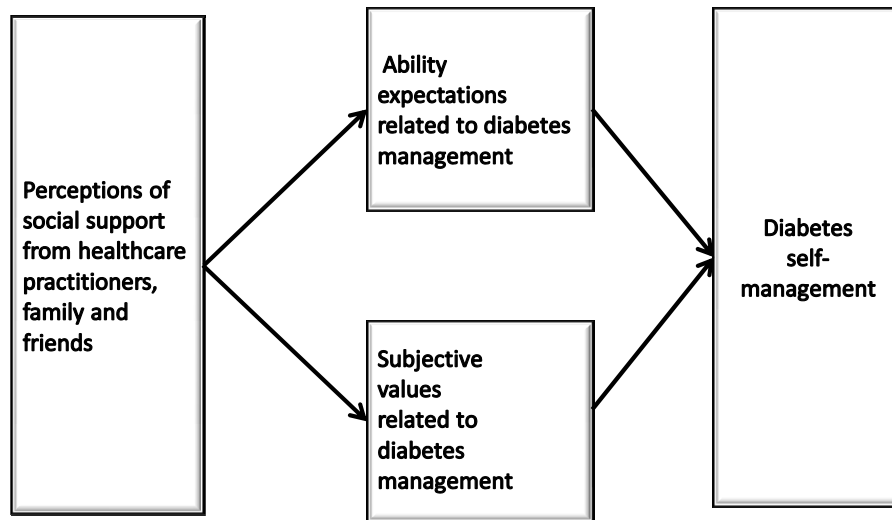 Perceptions of
social support
from healthcare
practitioners,
family and
friends
Ability
expectations
related to diabetes
management
Subjective
values
related to
diabetes
management
Diabetes
self-
management